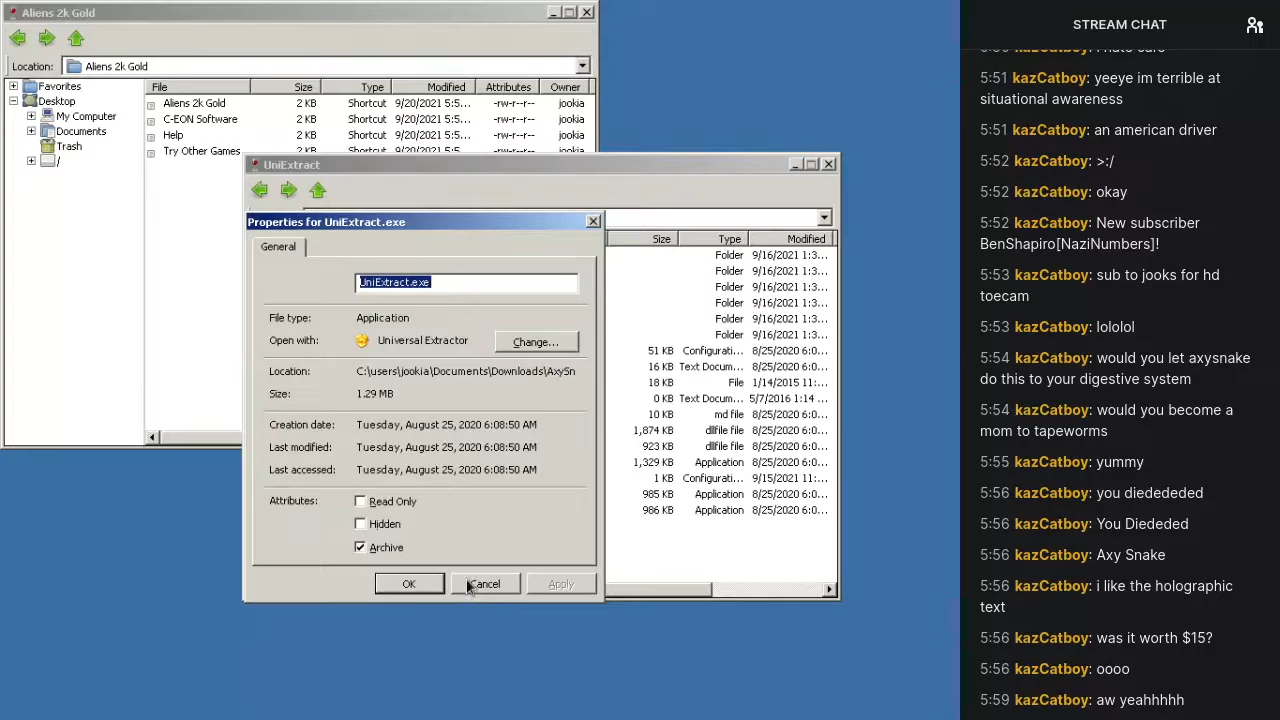 Aliens 2k Gold
Location:
Aliens 2k Gold
Favorites
Desktop
My Computer
Documents
Trash
/
File Size Type Modified Attributes Owner
Aliens 2k Gold 2 KB Shortcut 9/20/2021 5:5... -rw-r--r-- jookia
C-EON Software 2 KB Shortcut 9/20/2021 5:5... -rw-r--r-- jookia
Help 2 KB Shortcut 9/20/2021 5:5... -rw-r--r-- jookia
Try Other Games 2 KB Shortcut 9/20/2021 5:5... -rw-r--r-- jookia
UniExtract
Size Type Modified
Folder 9/16/2021 1:3...
Folder 9/16/2021 1:3...
Folder 9/16/2021 1:3...
Folder 9/16/2021 1:3...
Folder 9/16/2021 1:3...
Folder 9/16/2021 1:3...
51 KB Configurati... 8/25/2020 6:0...
16 KB Text Docum... 8/25/2020 6:0...
18 KB File 1/14/2015 11:...
0 KB Text Docum... 5/7/2016 1:14 ...
10 KB md file 8/25/2020 6:0...
1,874 KB dllfile file 8/25/2020 6:0...
923 KB dllfile file 8/25/2020 6:0...
1,329 KB Application 8/25/2020 6:0...
1 KB Configurati... 9/15/2021 11:...
985 KB Application 8/25/2020 6:0...
986 KB Application 8/25/2020 6:0...
Properties for UniExtract.exe
General
UniExtract.exe
File type: Application
Open with: Universal Extractor Change...
Location: C:\users\jookia\Documents\Downloads\AxySn
Size: 1.29 MB
Creation date: Tuesday, August 25, 2020 6:08:50 AM
Last modified: Tuesday, August 25, 2020 6:08:50 AM
Last accessed: Tuesday, August 25, 2020 6:08:50 AM
Attributes: Read Only
Hidden
Archive
OK Cancel Apply
STREAM CHAT
5:51 kazCatboy: yeeye im terrible at
situational awareness
5:51 kazCatboy: an american driver
5:52 kazCatboy: >:/
5:52 kazCatboy: okay
5:52 kazCatboy: New subscriber
BenShapiro[NaziNumbers]!
5:53 kazCatboy: sub to jooks for hd
toecam
5:53 kazCatboy: lololol
5:54 kazCatboy: would you let axysnake
do this to your digestive system
5:54 kazCatboy: would you become a
mom to tapeworms
5:55 kazCatboy: yummy
5:56 kazCatboy: you diedededed
5:56 kazCatboy: You Diededed
5:56 kazCatboy: Axy Snake
5:56 kazCatboy: i like the holographic
text
5:56 kazCatboy: was it worth $15?
5:56 kazCatboy: oooo
5:59 kazCatboy: aw yeahhhhh